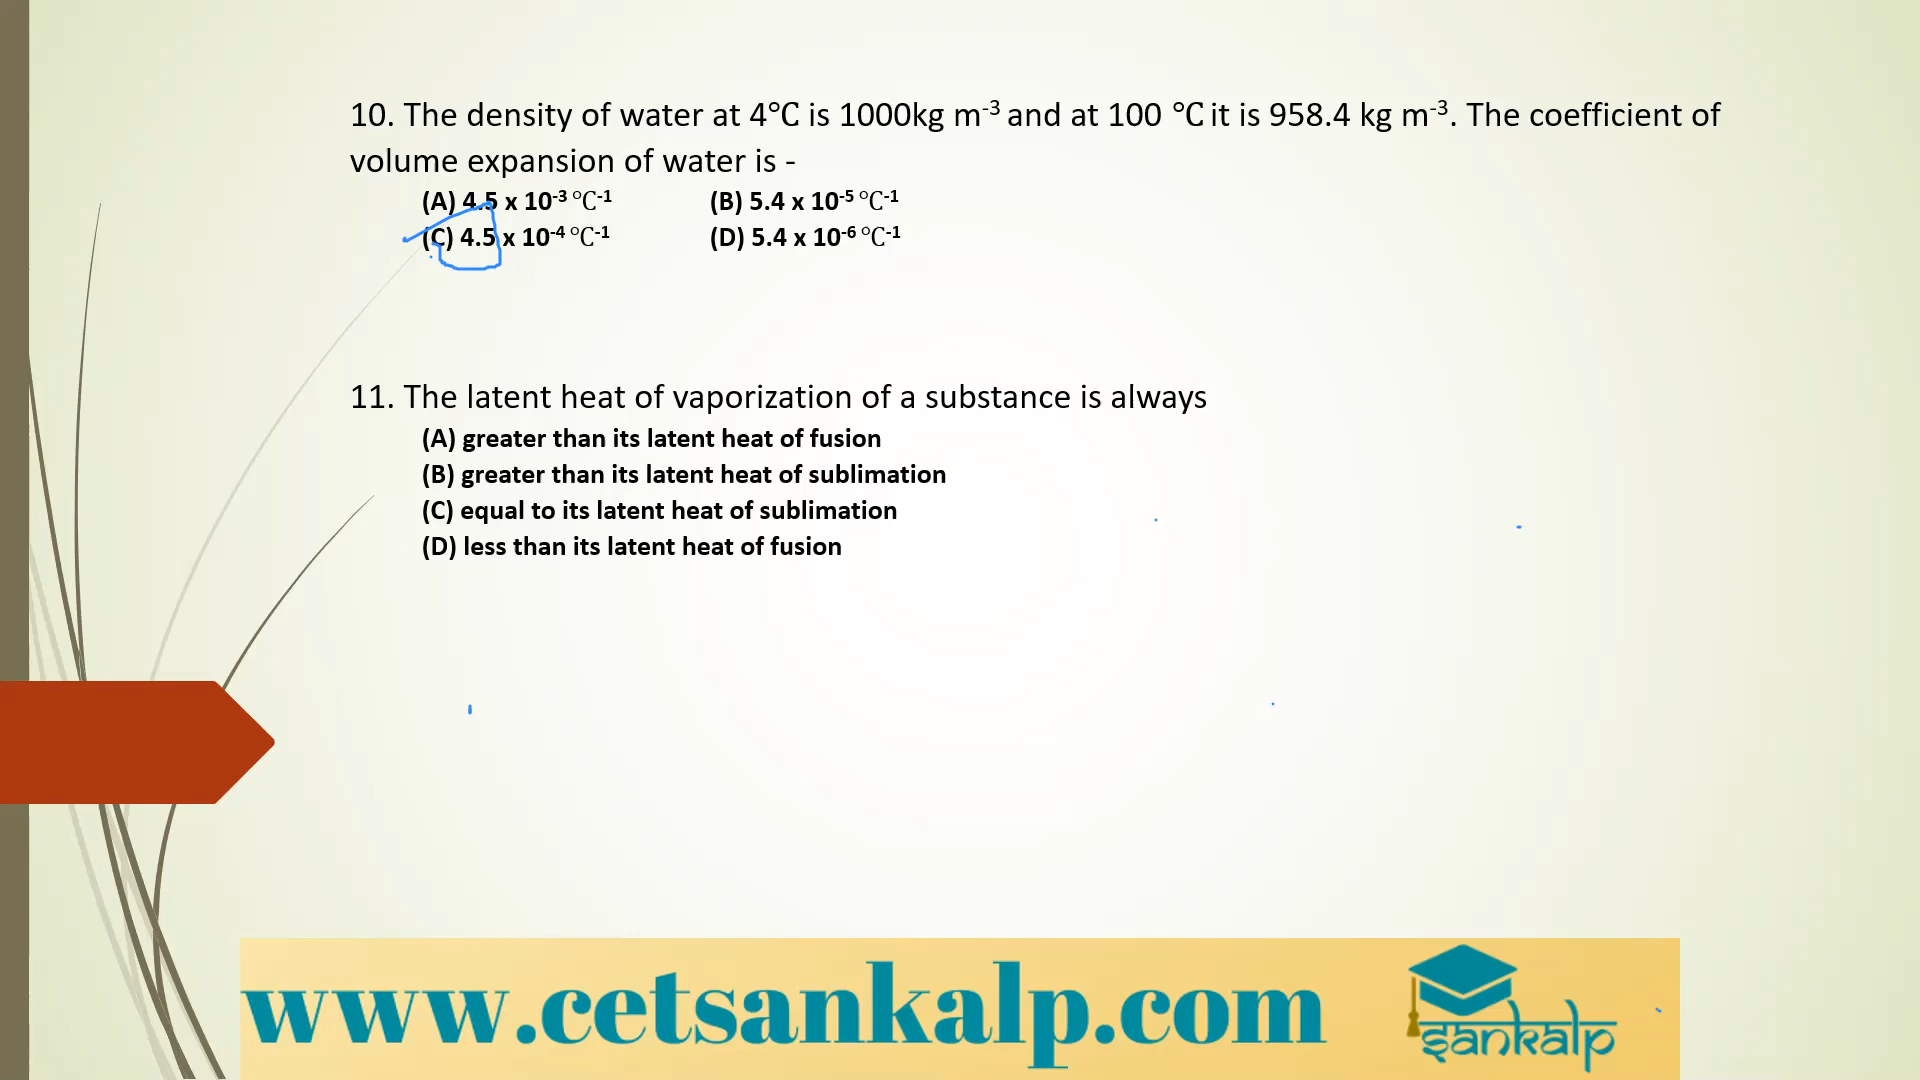 10. The density of water at 4℃ is 1000kg m-3 and at 100 ℃ it is 958.4 kg m-3. The coefficient of
volume expansion of water is -
(A) 4.5 x 10-3 ℃-1 (B) 5.4 x 10-5 ℃-1
(C) 4.5 x 10-4 ℃-1 (D) 5.4 x 10-6 ℃-1
11. The latent heat of vaporization of a substance is always
(A) greater than its latent heat of fusion
(B) greater than its latent heat of sublimation
(C) equal to its latent heat of sublimation
(D) less than its latent heat of fusion
www.cetsankalp.com
sankalp